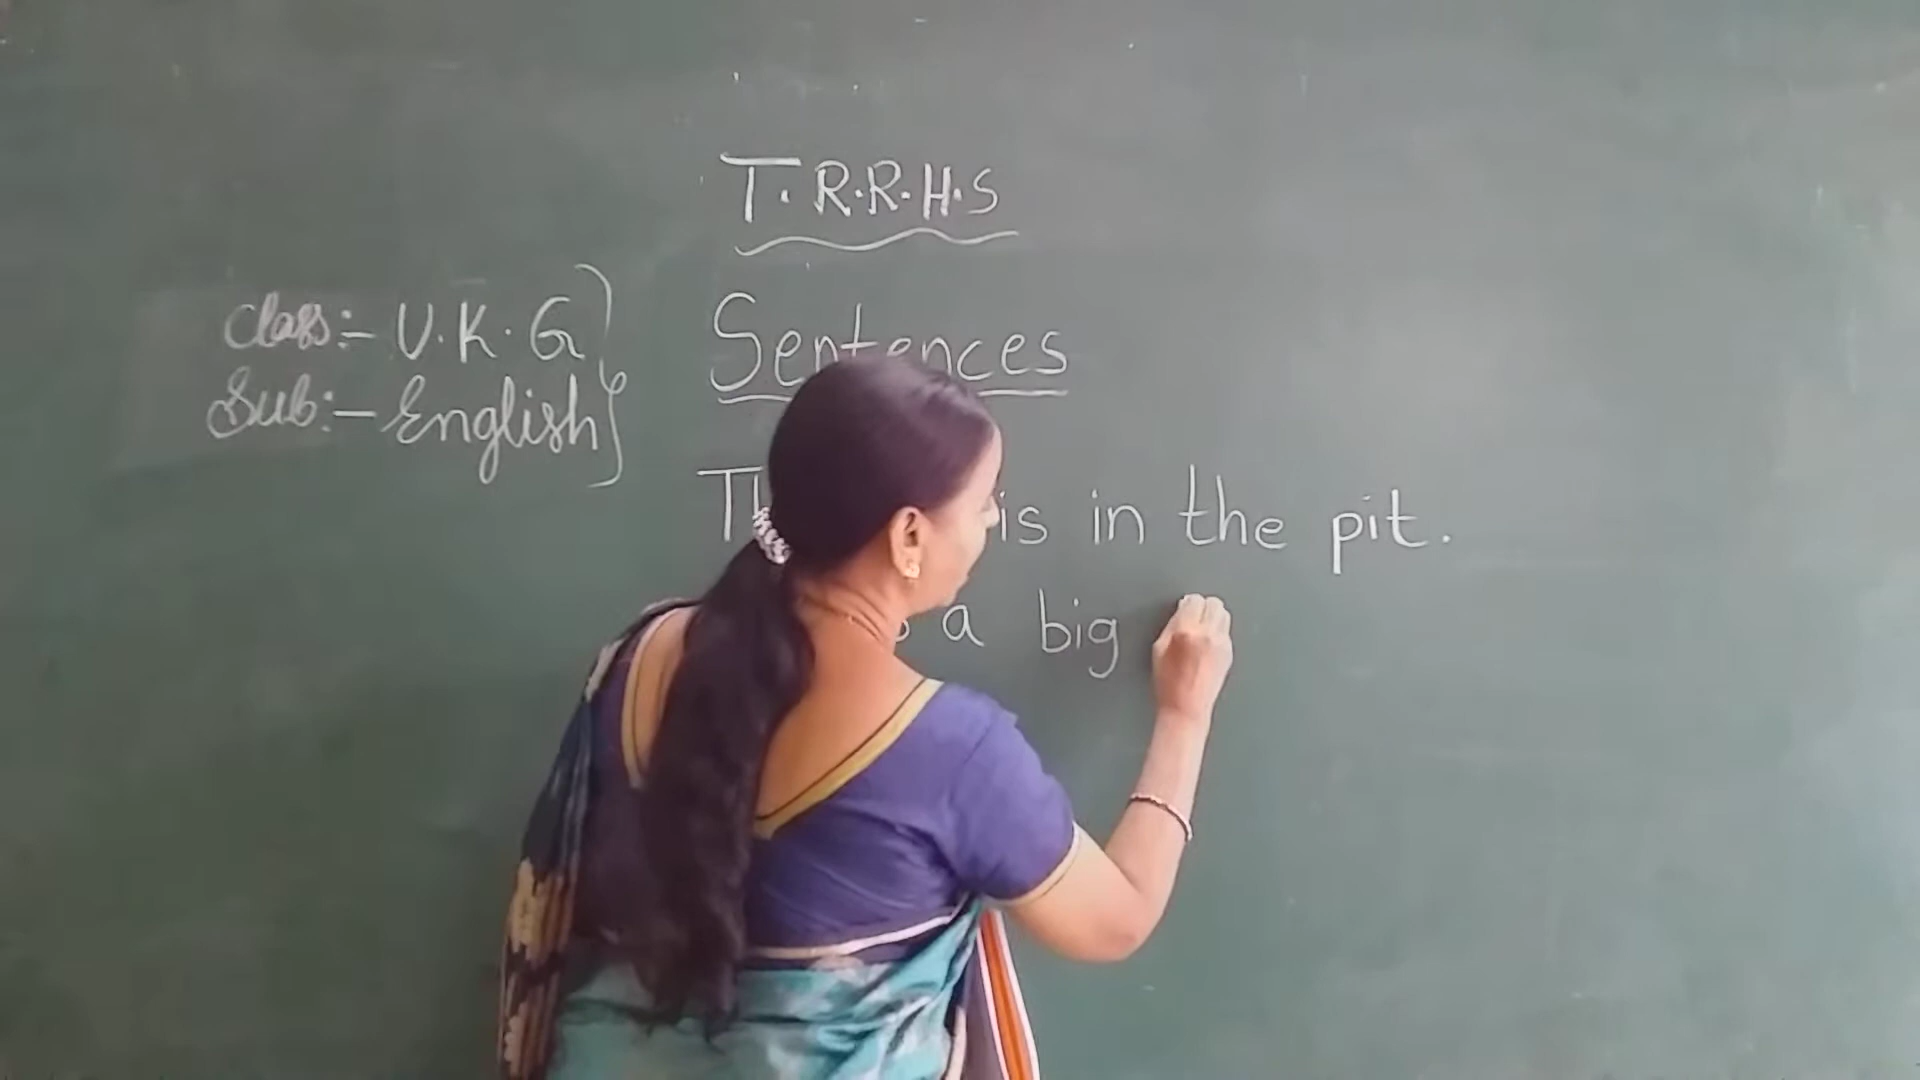 T.R.R.H.S
Class:- U.K.G
Sub:- English
Sentences
is in the pit.
a big